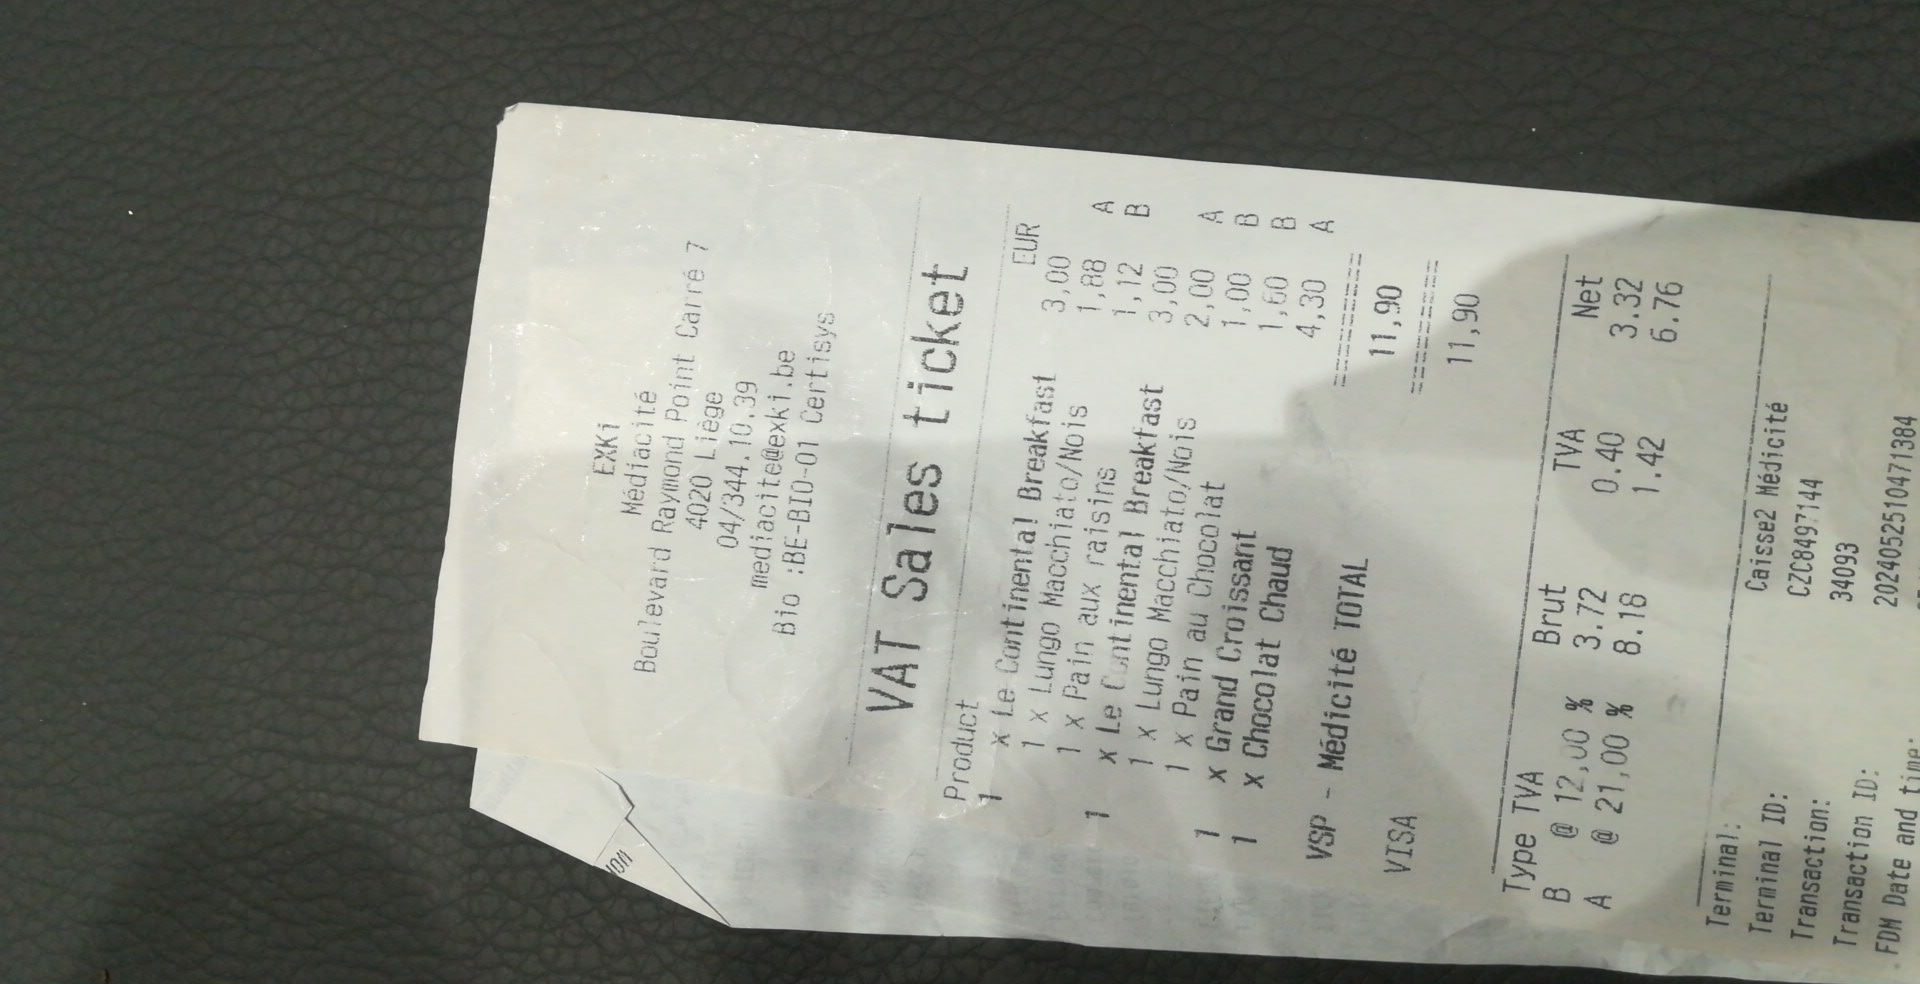 EXKi
Médiacité
Boulevard Raymond Point Carré 7
4020 Liège
04/344.10.39
mediacite@exki.be
Bio :BE-BIO-01 Certisys
VAT Sales ticket
Product EUR
1 x Le Continental Breakfast 3,00
1 x Lungo Macchiato/Nois 1,88 A
1 x Pain aux raisins 1,12 B
1 x Le Continental Breakfast 3,00
1 x Lungo Macchiato/Nois 2,00 A
1 x Pain au Chocolat 1,00 B
1 x Grand Croissant 1,60 B
1 x Chocolat Chaud 4,30 A
VSP - Médicité TOTAL 11,90
VISA 11,90
Type TVA Brut TVA Net
B @ 12,00 % 3.72 0.40 3.32
A @ 21,00 % 8.18 1.42 6.76
Terminal: Caisse2 Médicité
Terminal ID: CZC8497144
Transaction: 34093
Transaction ID: 2024052510471384
FDM Date and time: